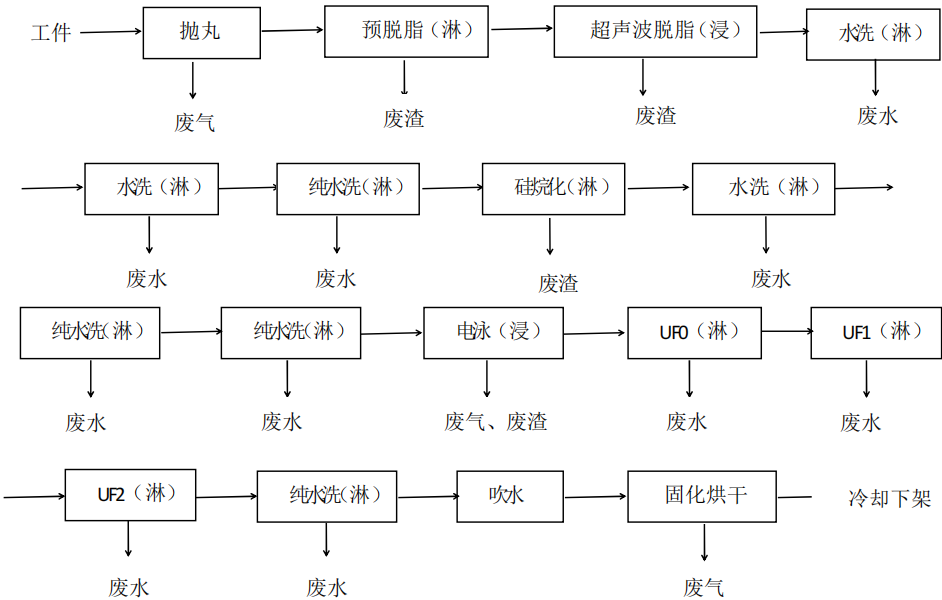 工件 抛丸 预脱脂（淋） 超声波脱脂（浸） 水洗（淋）
废气 废渣 废渣 废水
水洗（淋） 纯水洗（淋） 硅烷化（淋） 水洗（淋）
废水 废水 废渣 废水
纯水洗（淋） 纯水洗（淋） 电泳（浸） UF0（淋） UF1（淋）
废水 废水 废气、废渣 废水 废水
UF2（淋） 纯水洗（淋） 吹水 固化烘干 冷却下架
废水 废水 废气